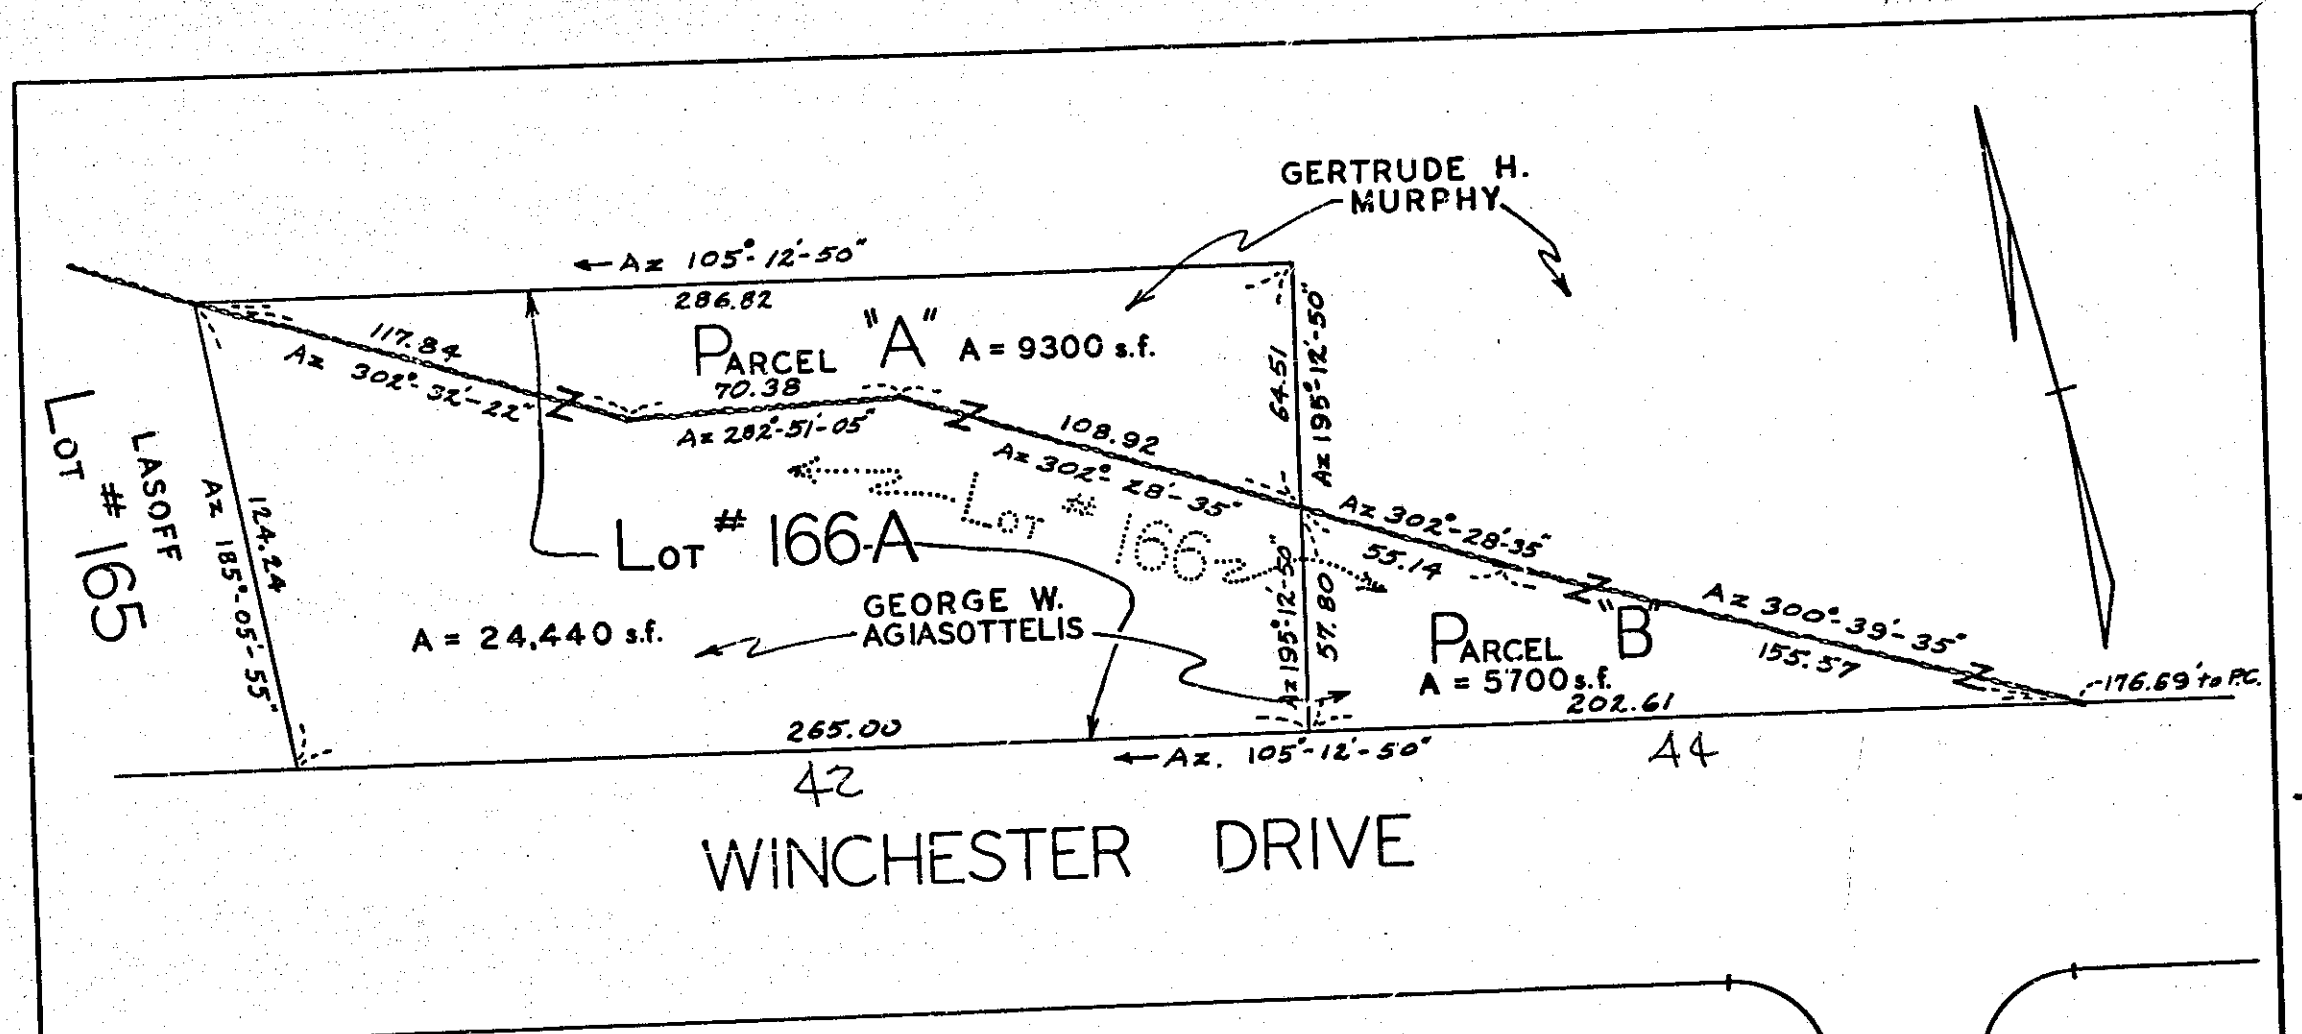 GERTRUDE H.
MURPHY
Az 105°-12'-50"
286.82
PARCEL "A" A = 9300 s.f.
117.84
Az 302°-32'-22"
70.38
Az 282°-51'-05"
108.92
Az 302°-28'-35"
64.51
Az 195°-12'-50"
LOT # 165
LASOFF
Az 185°-05'-55"
124.24
LOT # 166-A
LOT # 166
GEORGE W.
AGIASOTTELIS
A = 24,440 s.f.
Az 195°-12'-50"
57.80
Az 302°-28'-35"
55.14
PARCEL "B"
A = 5700 s.f.
Az 300°-39'-35"
155.57
176.69' to P.C.
202.61
265.00
Az. 105°-12'-50"
42
44
WINCHESTER DRIVE